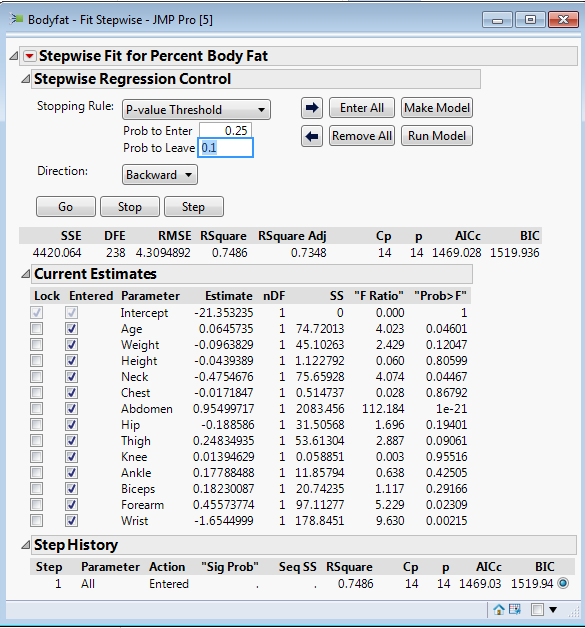 Bodyfat - Fit Stepwise - JMP Pro [5]
Stepwise Fit for Percent Body Fat
Stepwise Regression Control
Stopping Rule: P-value Threshold Enter All Make Model
Prob to Enter 0.25
Prob to Leave 0.1 Remove All Run Model
Direction: Backward
Go Stop Step
SSE DFE RMSE RSquare RSquare Adj Cp p AICc BIC
4420.064 238 4.3094892 0.7486 0.7348 14 14 1469.028 1519.936
Current Estimates
Lock Entered Parameter Estimate nDF SS "F Ratio" "Prob>F"
Intercept -21.353235 1 0 0.000 1
Age 0.0645735 1 74.72013 4.023 0.04601
Weight -0.0963829 1 45.10263 2.429 0.12047
Height -0.0439389 1 1.122792 0.060 0.80599
Neck -0.4754676 1 75.65928 4.074 0.04467
Chest -0.0171847 1 0.514737 0.028 0.86792
Abdomen 0.95499717 1 2083.456 112.184 1e-21
Hip -0.188586 1 31.50568 1.696 0.19401
Thigh 0.24834935 1 53.61304 2.887 0.09061
Knee 0.01394629 1 0.058851 0.003 0.95516
Ankle 0.17788488 1 11.85794 0.638 0.42505
Biceps 0.18230087 1 20.74235 1.117 0.29166
Forearm 0.45573774 1 97.11277 5.229 0.02309
Wrist -1.6544999 1 178.8451 9.630 0.00215
Step History
Step Parameter Action "Sig Prob" Seq SS RSquare Cp p AICc BIC
1 All Entered . . 0.7486 14 14 1469.03 1519.94